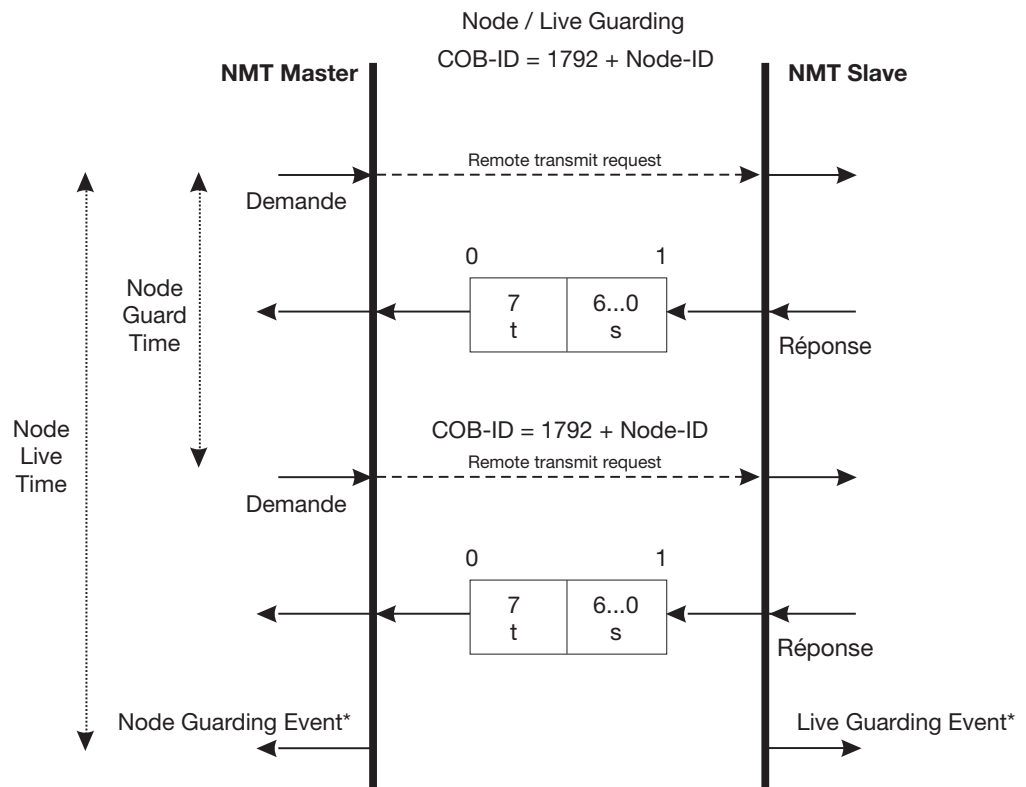 Node / Live Guarding
COB-ID = 1792 + Node-ID
NMT Master
NMT Slave
Remote transmit request
Demande
0 1
7 6...0
t s
Réponse
Node
Guard
Time
Node
Live
Time
COB-ID = 1792 + Node-ID
Remote transmit request
Demande
0 1
7 6...0
t s
Réponse
Node Guarding Event*
Live Guarding Event*